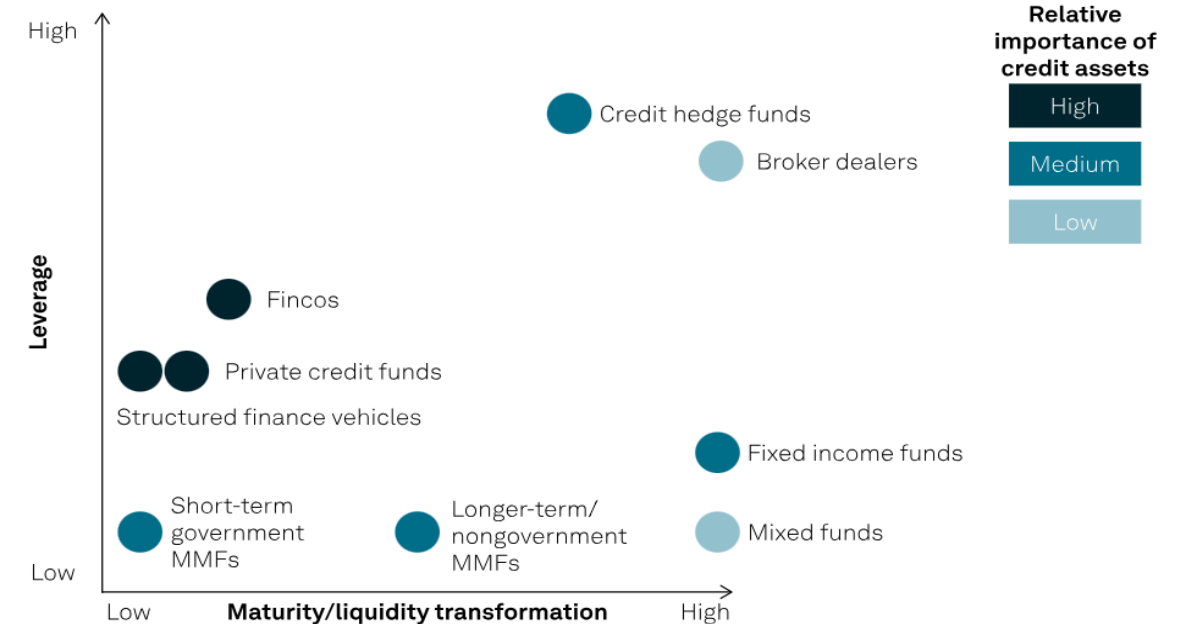 Relative
importance of
credit assets
High
Medium
Low
High
Leverage
Low
Credit hedge funds
Broker dealers
Fincos
Private credit funds
Structured finance vehicles
Fixed income funds
Short-term
government
MMFs
Longer-term/
nongovernment
MMFs
Mixed funds
Low
Maturity/liquidity transformation
High